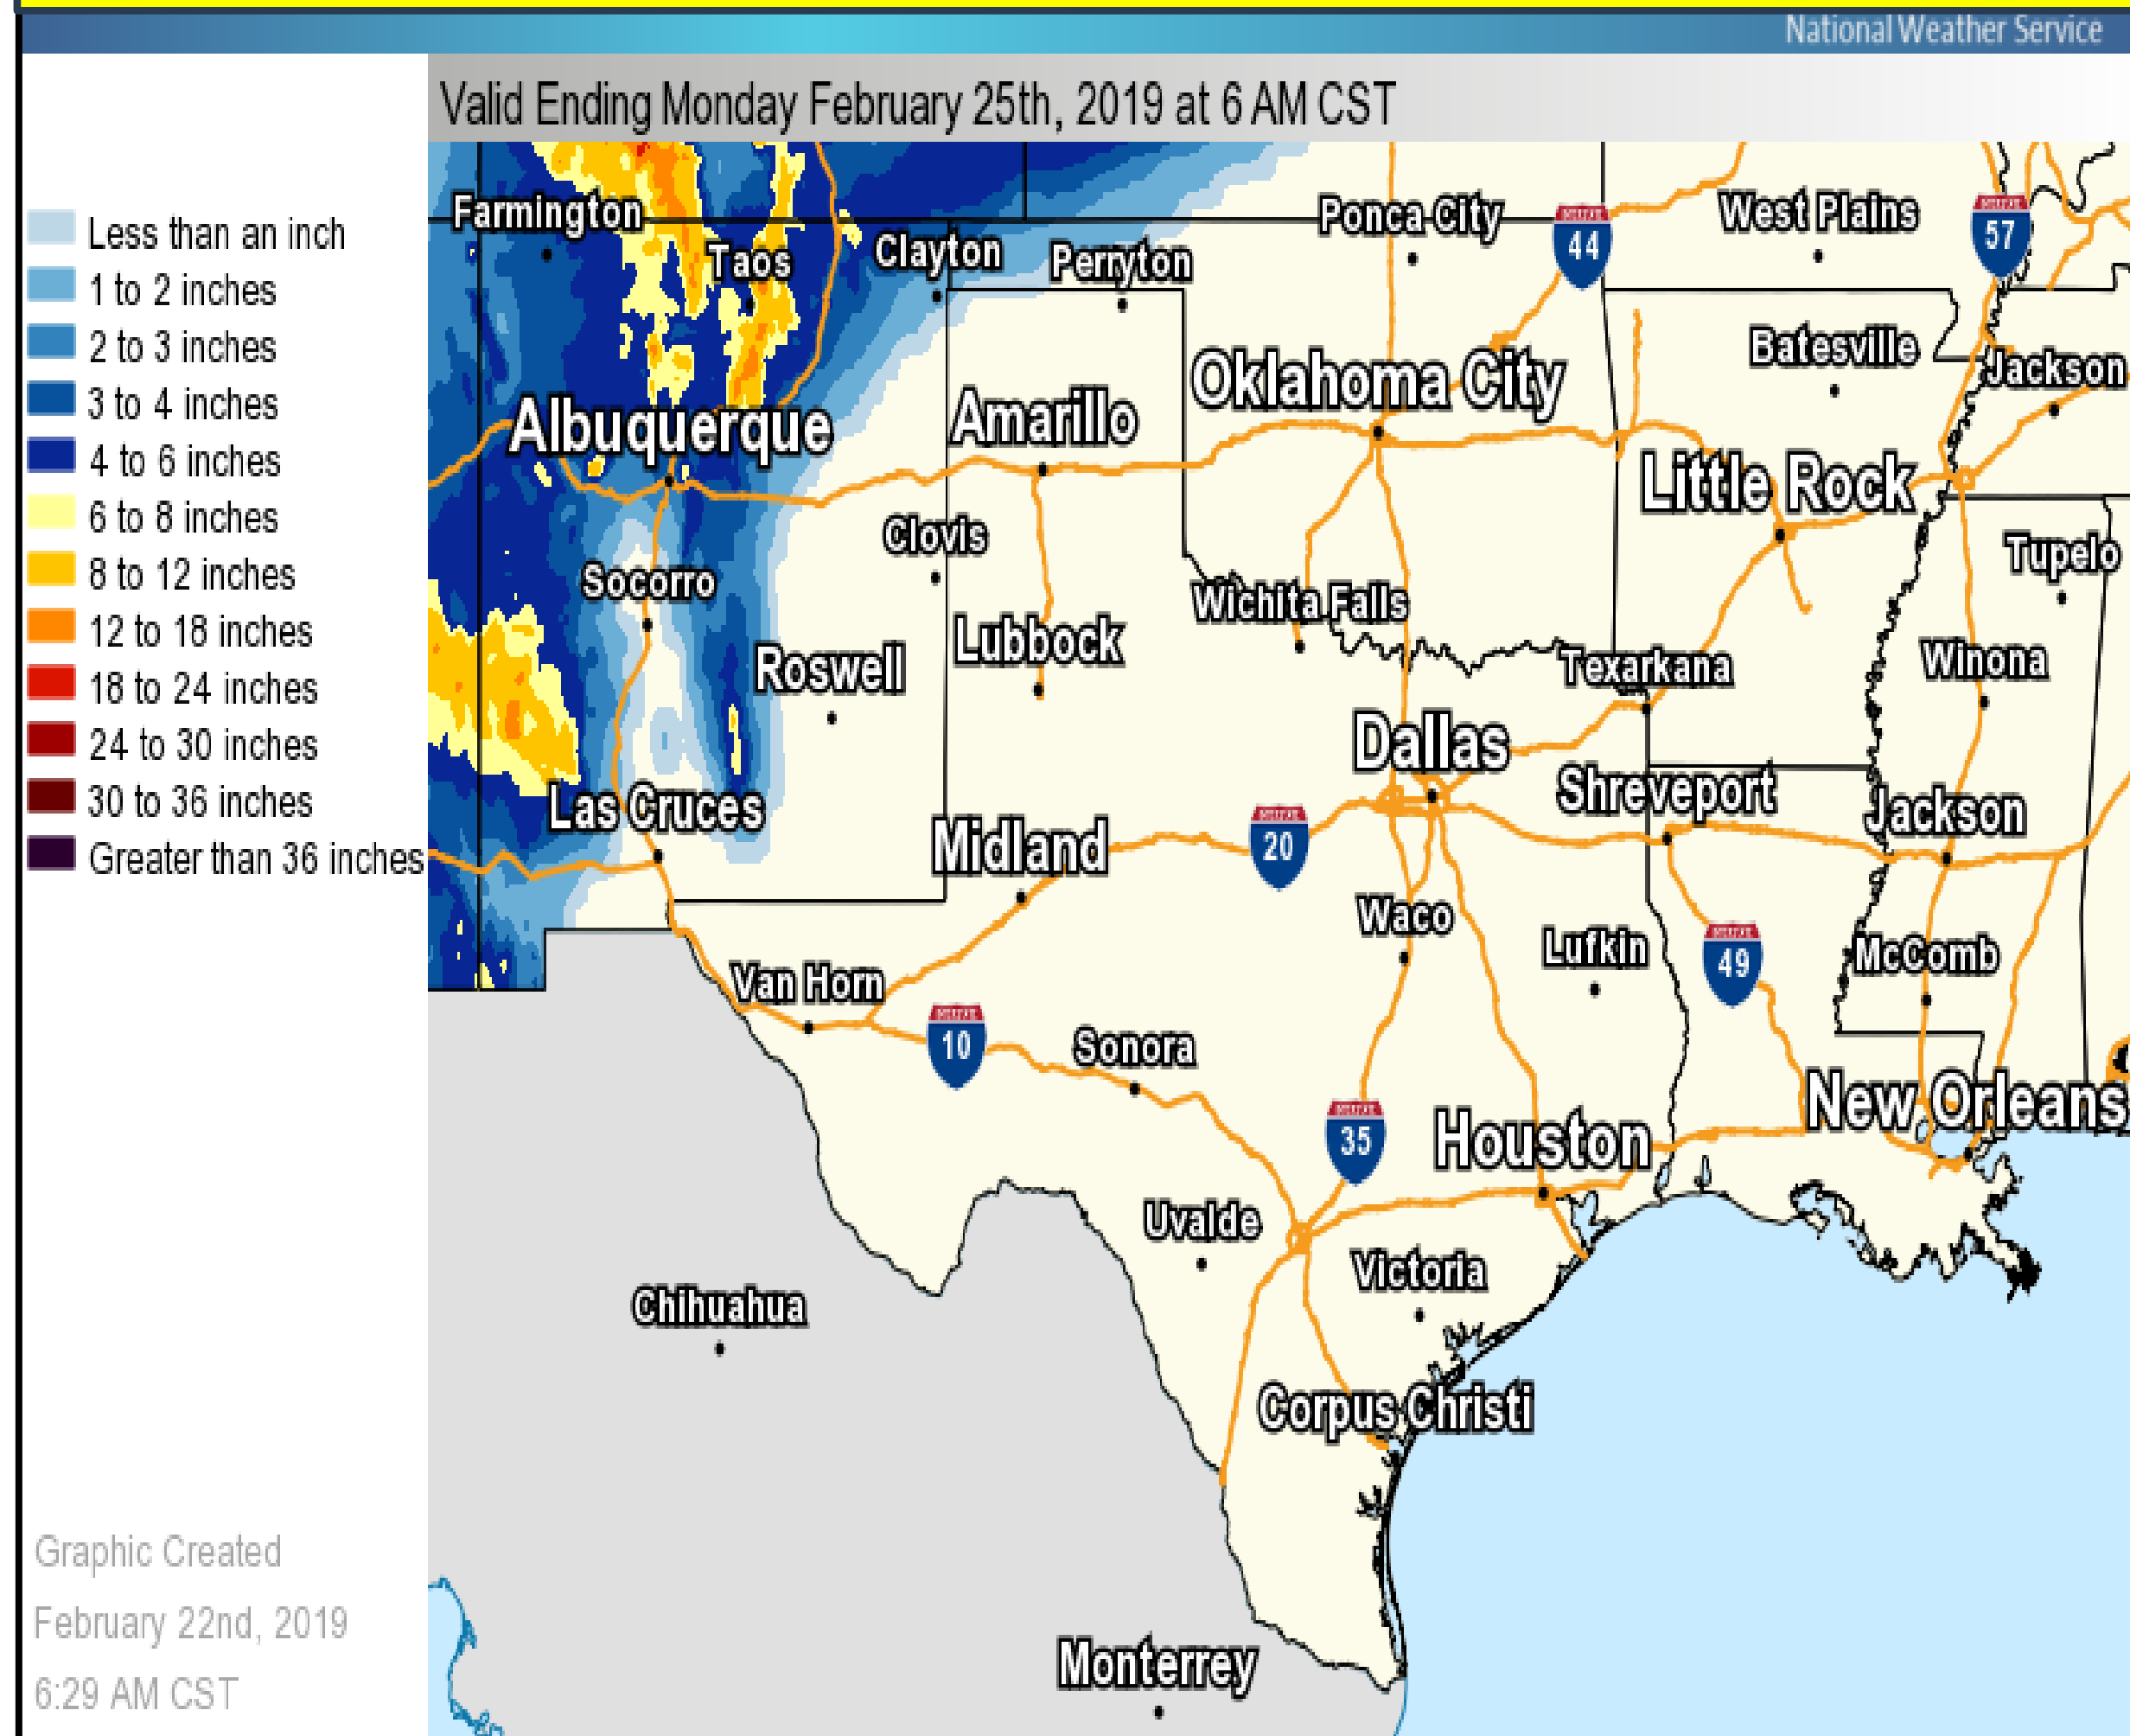 National Weather Service
Valid Ending Monday February 25th, 2019 at 6 AM CST
Less than an inch
1 to 2 inches
2 to 3 inches
3 to 4 inches
4 to 6 inches
6 to 8 inches
8 to 12 inches
12 to 18 inches
18 to 24 inches
24 to 30 inches
30 to 36 inches
Greater than 36 inches
Farmington
Taos
Clayton
Perryton
Ponca City
44
West Plains
57
Batesville
Jackson
Oklahoma City
Albuquerque
Amarillo
Little Rock
Clovis
Tupelo
Socorro
Wichita Falls
Lubbock
Roswell
Texarkana
Winona
Dallas
Shreveport
Las Cruces
Midland
20
Jackson
Waco
Lufkin
49
McComb
Van Horn
10
Sonora
New Orleans
35
Houston
Uvalde
Victoria
Chihuahua
Corpus Christi
Monterrey
Graphic Created
February 22nd, 2019
6:29 AM CST